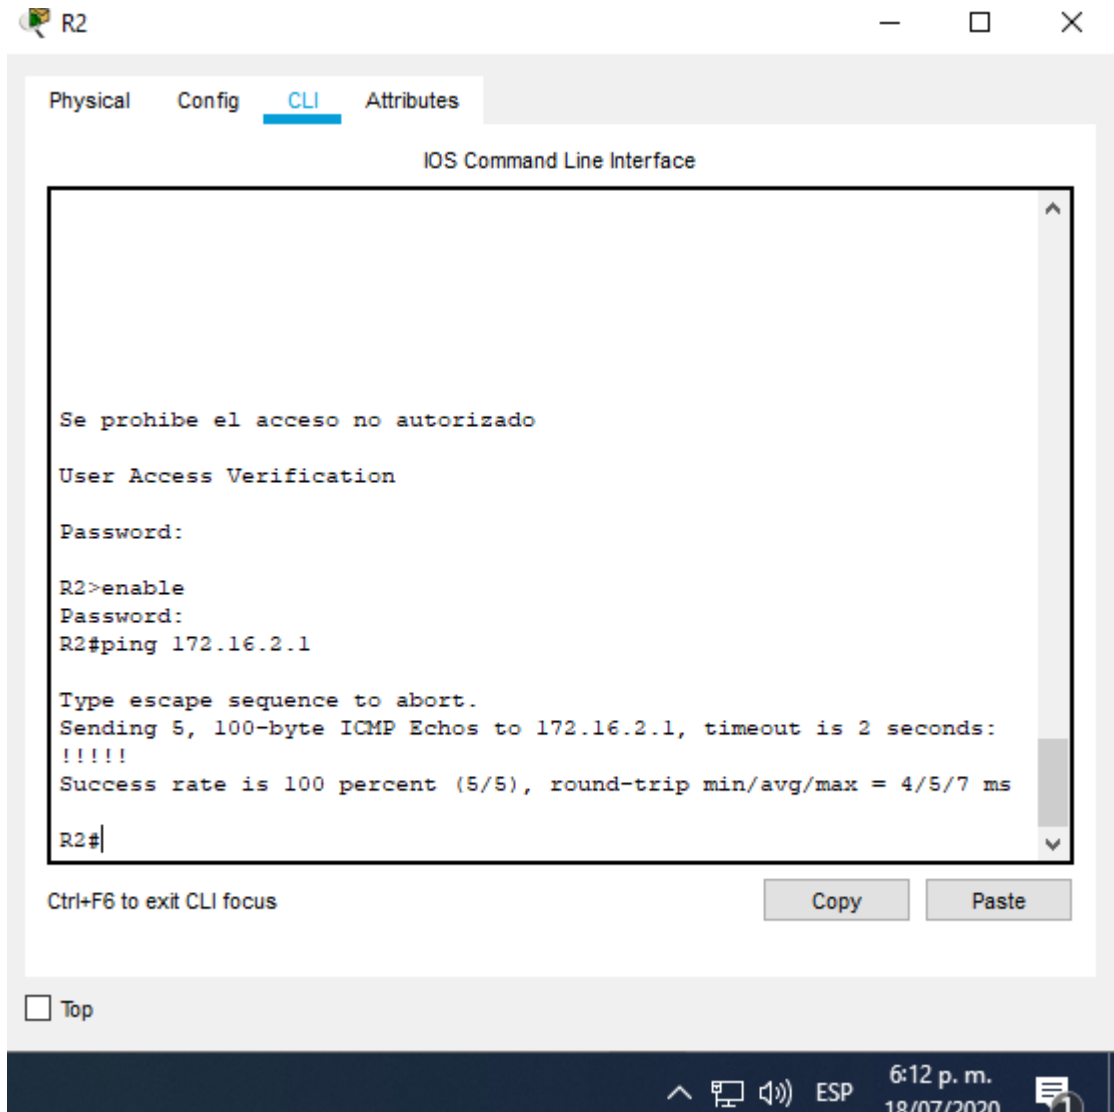 R2
Physical Config CLI Attributes
IOS Command Line Interface
Se prohibe el acceso no autorizado
User Access Verification
Password:
R2>enable
Password:
R2#ping 172.16.2.1
Type escape sequence to abort.
Sending 5, 100-byte ICMP Echos to 172.16.2.1, timeout is 2 seconds:
!!!!!
Success rate is 100 percent (5/5), round-trip min/avg/max = 4/5/7 ms
R2#
Ctrl+F6 to exit CLI focus
Copy Paste
Top
ESP 6:12 p. m.
18/07/2020
1